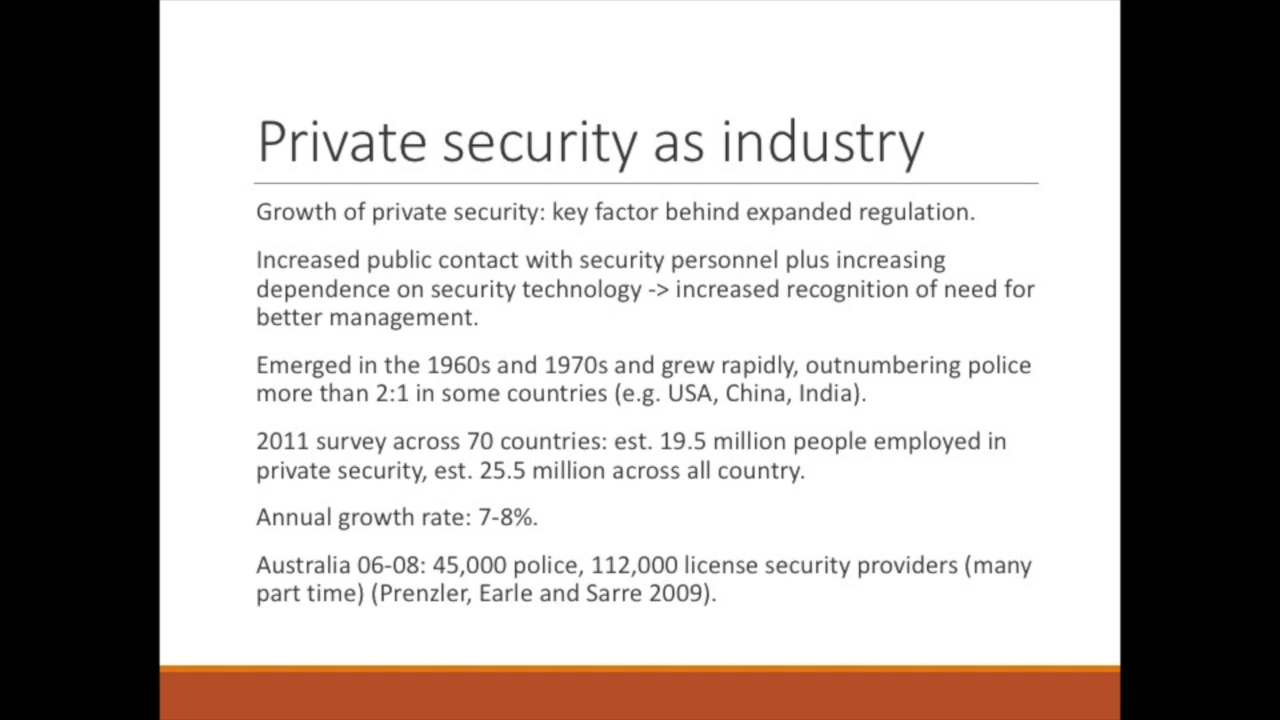 Private security as industry
Growth of private security: key factor behind expanded regulation.
Increased public contact with security personnel plus increasing
dependence on security technology -> increased recognition of need for
better management.
Emerged in the 1960s and 1970s and grew rapidly, outnumbering police
more than 2:1 in some countries (e.g. USA, China, India).
2011 survey across 70 countries: est. 19.5 million people employed in
private security, est. 25.5 million across all country.
Annual growth rate: 7-8%.
Australia 06-08: 45,000 police, 112,000 license security providers (many
part time) (Prenzler, Earle and Sarre 2009).